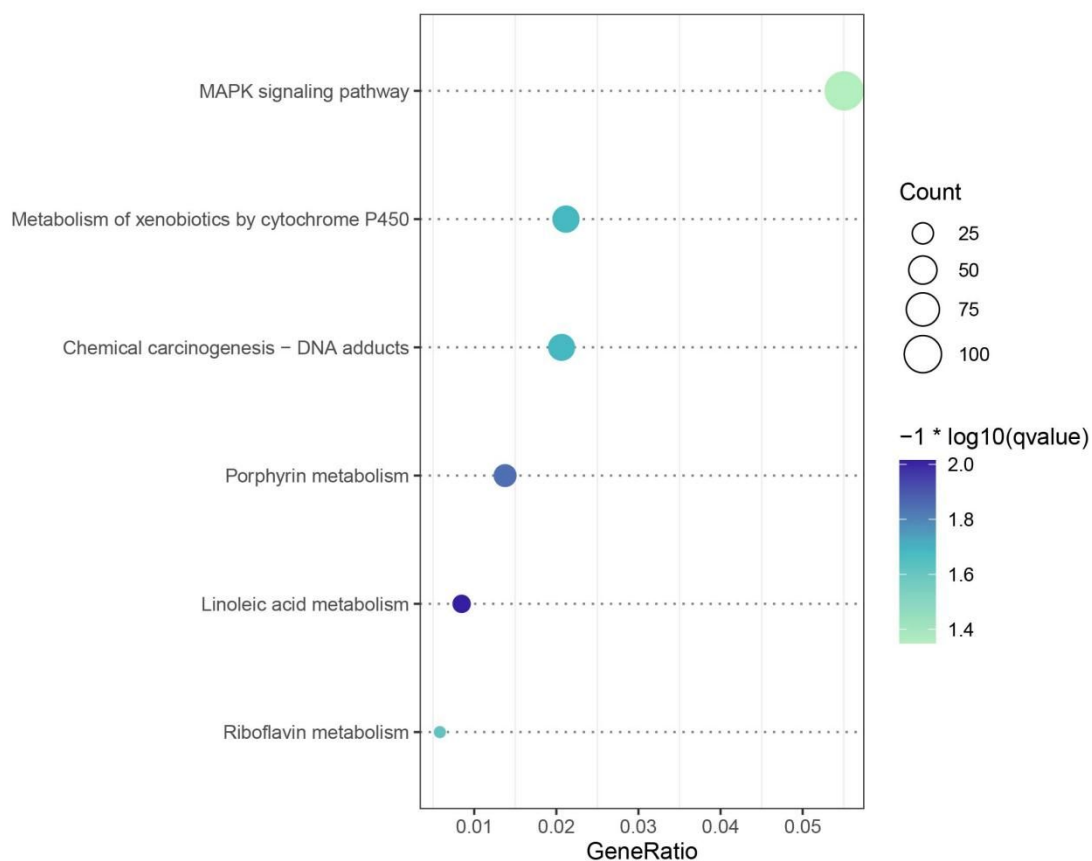 MAPK signaling pathway
Metabolism of xenobiotics by cytochrome P450
Chemical carcinogenesis − DNA adducts
Porphyrin metabolism
Linoleic acid metabolism
Riboflavin metabolism
0.01 0.02 0.03 0.04 0.05
GeneRatio
Count
25
50
75
100
−1 * log10(qvalue)
2.0
1.8
1.6
1.4